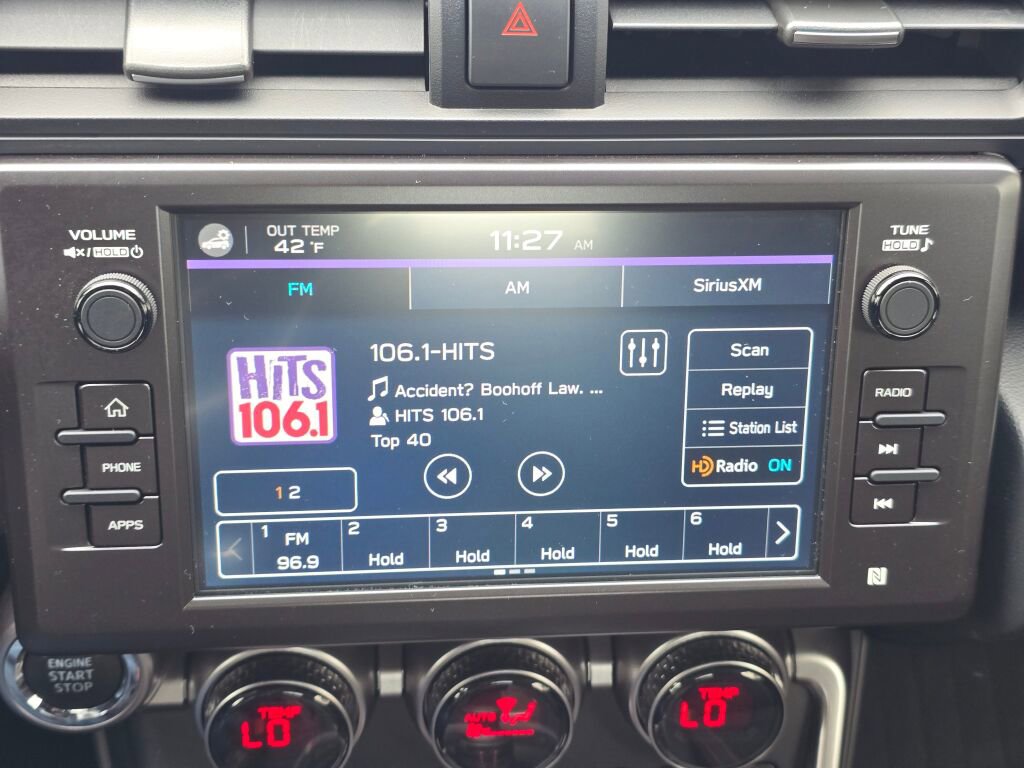 VOLUME
HOLD
TUNE
HOLD
OUT TEMP
42 °F
11:27 AM
FM
AM
SiriusXM
HiTS
106.1
106.1-HITS
Accident? Boohoff Law. ...
HITS 106.1
Top 40
Scan
Replay
Station List
HD Radio ON
1 2
1 FM 96.9
2 Hold
3 Hold
4 Hold
5 Hold
6 Hold
PHONE
APPS
RADIO
N
ENGINE
START
STOP
TEMP
LO
AUTO
TEMP
LO